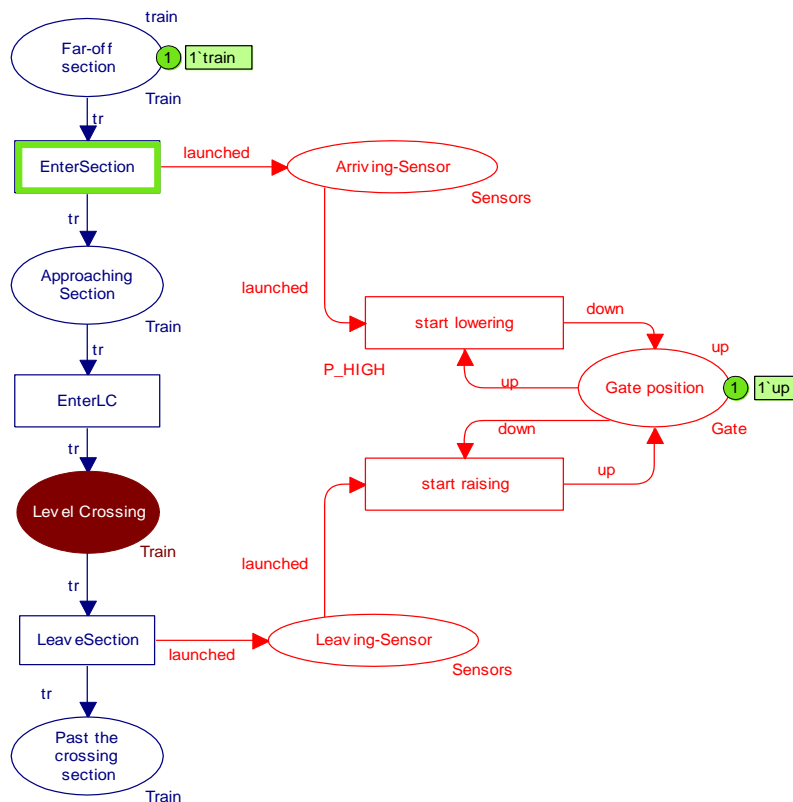 train
Far-off
section
1
1`train
Train
tr
EnterSection
launched
Arriving-Sensor
Sensors
tr
launched
Approaching
Section
Train
start lowering
down
up
P_HIGH
up
tr
EnterLC
Gate position
1
1`up
Gate
down
tr
start raising
up
Level Crossing
Train
launched
tr
LeaveSection
launched
Leaving-Sensor
Sensors
tr
Past the
crossing
section
Train